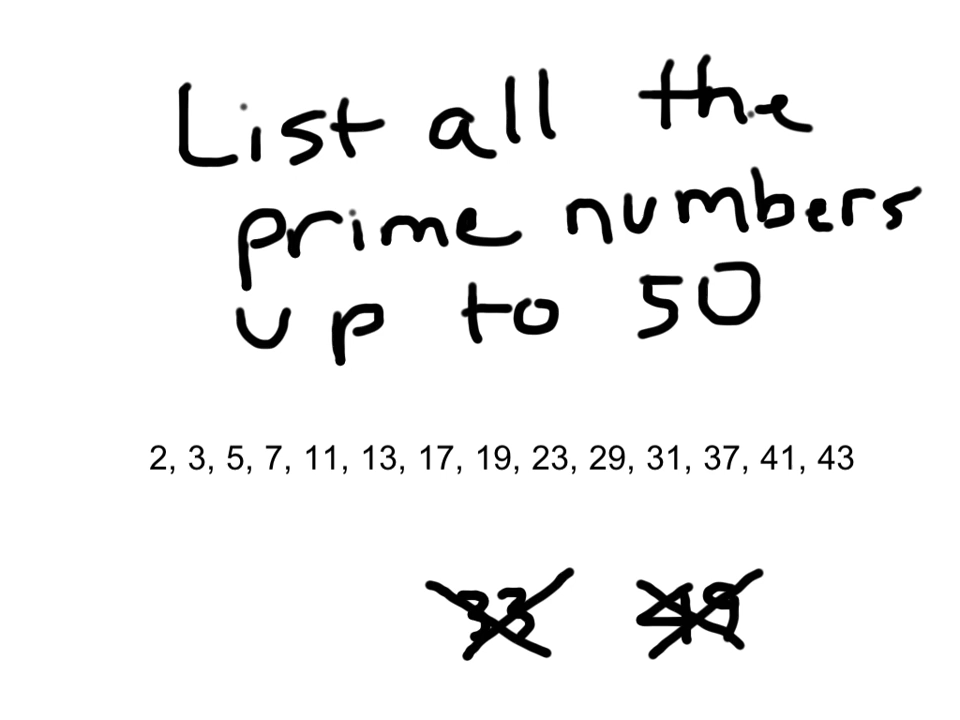 List all the
prime numbers
up to 50
2, 3, 5, 7, 11, 13, 17, 19, 23, 29, 31, 37, 41, 43
33 49